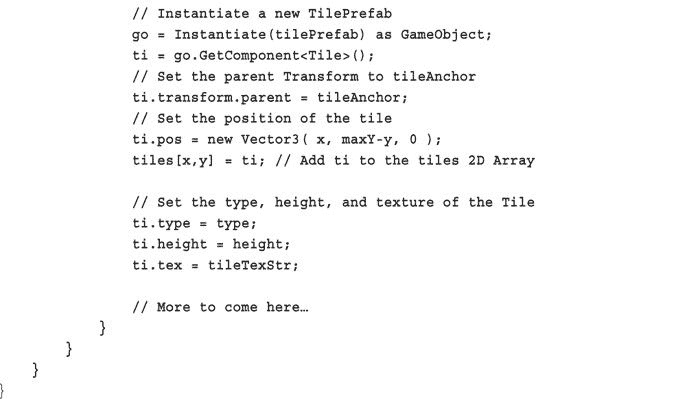 // Instantiate a new TilePrefab
go = Instantiate(tilePrefab) as GameObject;
ti = go.GetComponent<Tile>();
// Set the parent Transform to tileAnchor
ti.transform.parent = tileAnchor;
// Set the position of the tile
ti.pos = new Vector3( x, maxY-y, 0 );
tiles[x,y] = ti; // Add ti to the tiles 2D Array
// Set the type, height, and texture of the Tile
ti.type = type;
ti.height = height;
ti.tex = tileTexStr;
// More to come here…
}
}
}
}